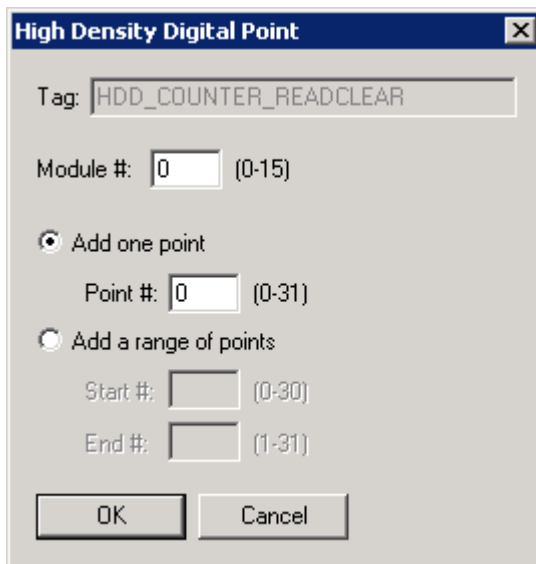 High Density Digital Point
Tag: HDD_COUNTER_READCLEAR
Module #: 0 (0-15)
Add one point
Point #: 0 (0-31)
Add a range of points
Start #: (0-30)
End #: (1-31)
OK Cancel